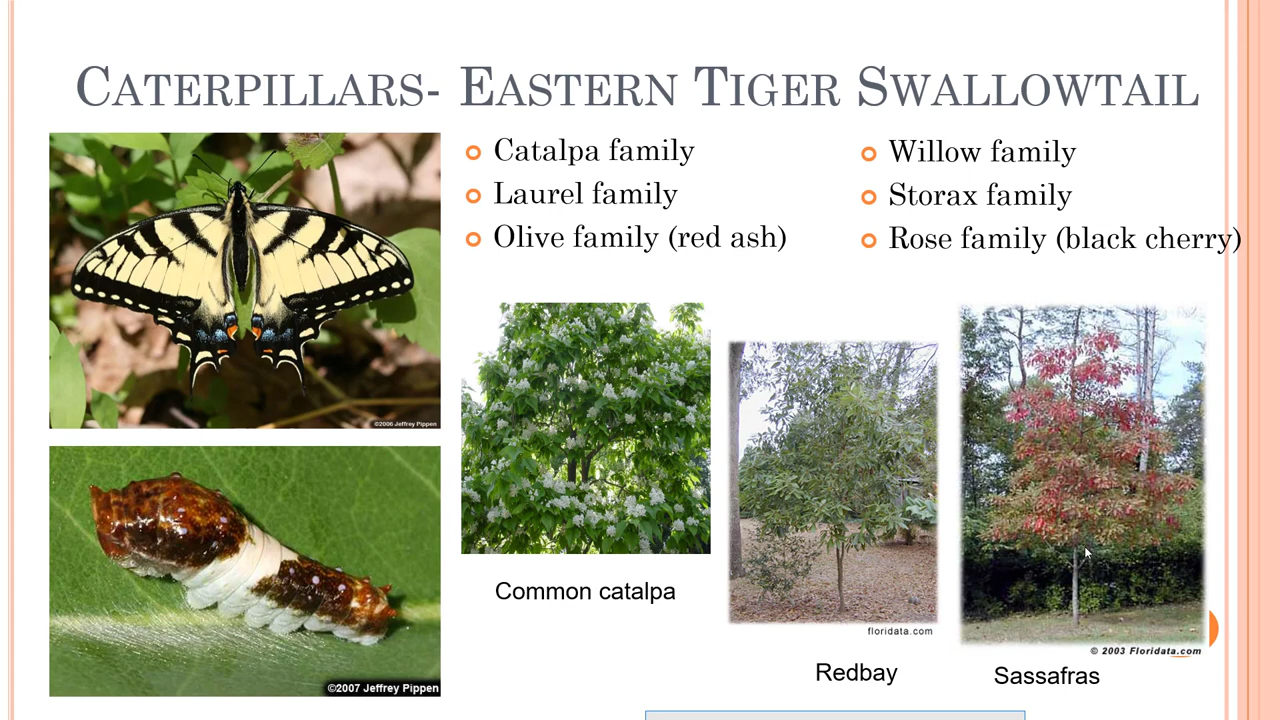 CATERPILLARS- EASTERN TIGER SWALLOWTAIL
Catalpa family
Laurel family
Olive family (red ash)
Willow family
Storax family
Rose family (black cherry)
©2006 Jeffrey Pippen
©2007 Jeffrey Pippen
Common catalpa
floridata.com
Redbay
© 2003 Floridata.com
Sassafras